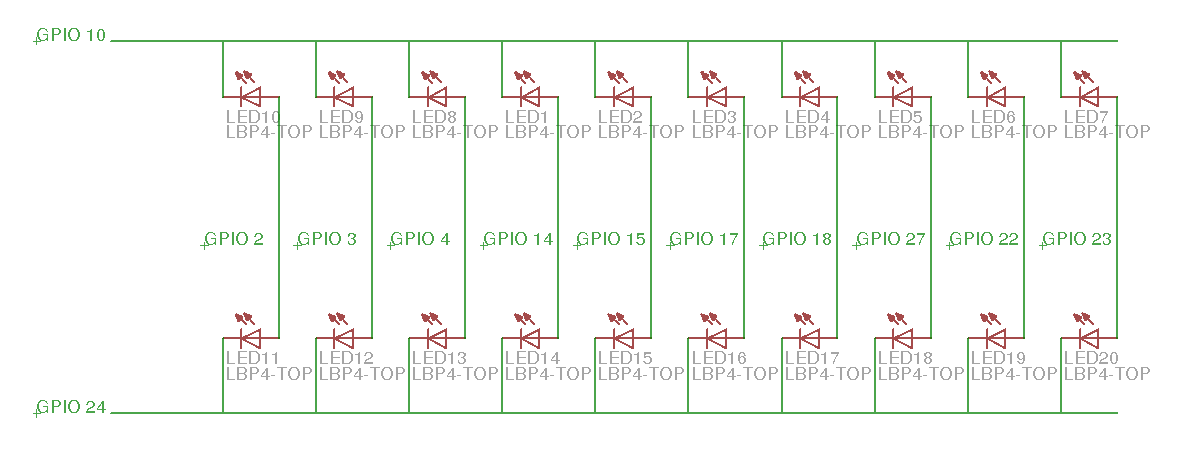 GPIO 10
LED10 LED9 LED8 LED1 LED2 LED3 LED4 LED5 LED6 LED7
LBP4-TOP LBP4-TOP LBP4-TOP LBP4-TOP LBP4-TOP LBP4-TOP LBP4-TOP LBP4-TOP LBP4-TOP LBP4-TOP
GPIO 2 GPIO 3 GPIO 4 GPIO 14 GPIO 15 GPIO 17 GPIO 18 GPIO 27 GPIO 22 GPIO 23
LED11 LED12 LED13 LED14 LED15 LED16 LED17 LED18 LED19 LED20
LBP4-TOP LBP4-TOP LBP4-TOP LBP4-TOP LBP4-TOP LBP4-TOP LBP4-TOP LBP4-TOP LBP4-TOP LBP4-TOP
GPIO 24